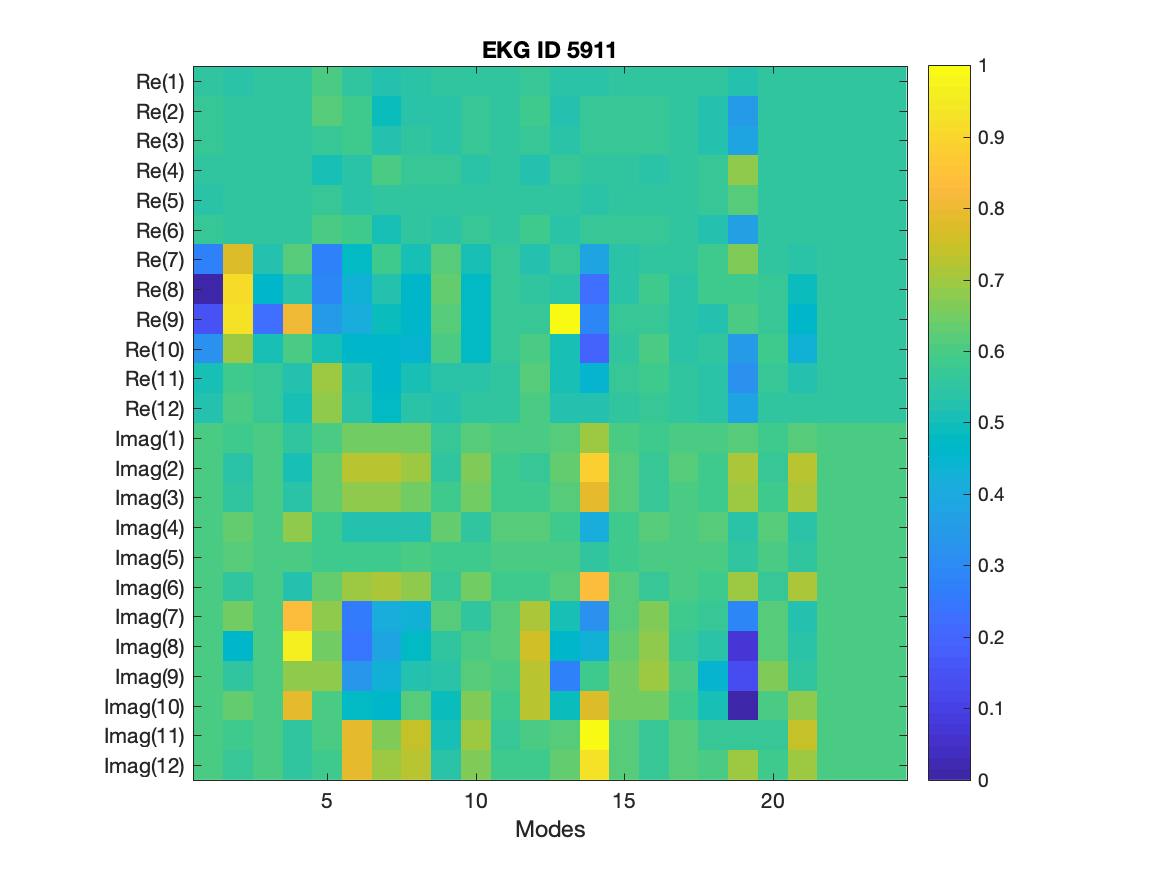 EKG ID 5911
Re(1)
Re(2)
Re(3)
Re(4)
Re(5)
Re(6)
Re(7)
Re(8)
Re(9)
Re(10)
Re(11)
Re(12)
Imag(1)
Imag(2)
Imag(3)
Imag(4)
Imag(5)
Imag(6)
Imag(7)
Imag(8)
Imag(9)
Imag(10)
Imag(11)
Imag(12)
5 10 15 20
Modes
1
0.9
0.8
0.7
0.6
0.5
0.4
0.3
0.2
0.1
0